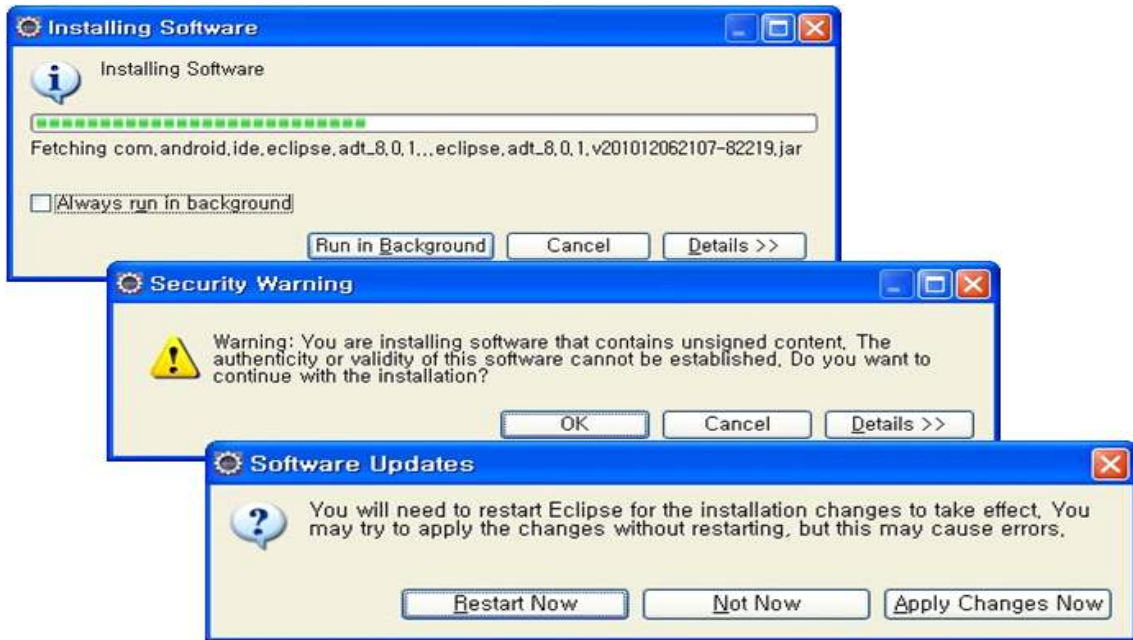 Installing Software
Installing Software
Fetching com.android.ide.eclipse.adt_8.0.1...eclipse.adt_8.0.1.v201012062107-82219.jar
Always run in background
Run in Background Cancel Details >>
Security Warning
Warning: You are installing software that contains unsigned content. The
authenticity or validity of this software cannot be established. Do you want to
continue with the installation?
OK Cancel Details >>
Software Updates
You will need to restart Eclipse for the installation changes to take effect. You
may try to apply the changes without restarting, but this may cause errors.
Restart Now Not Now Apply Changes Now